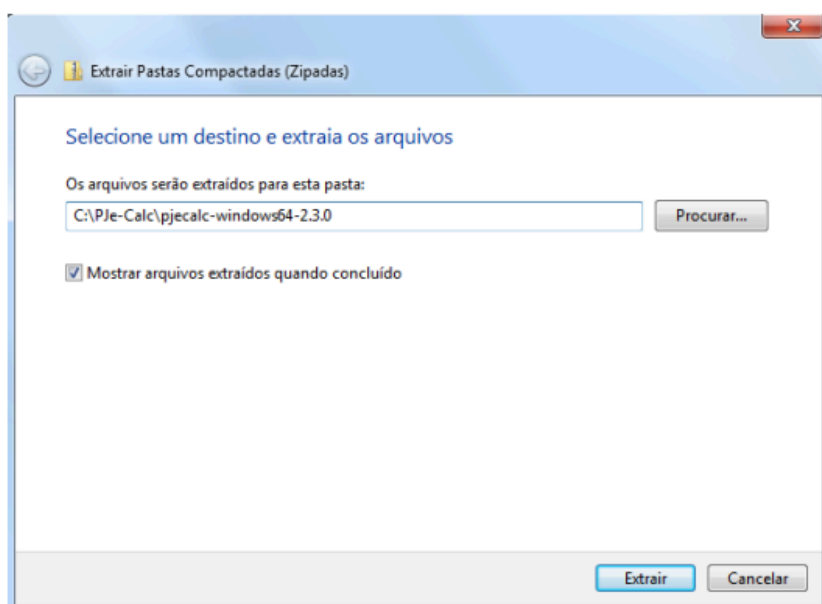 Extrair Pastas Compactadas (Zipadas)
Selecione um destino e extraia os arquivos
Os arquivos serão extraídos para esta pasta:
C:\PJe-Calc\pjecalc-windows64-2.3.0 Procurar...
Mostrar arquivos extraídos quando concluído
Extrair Cancelar